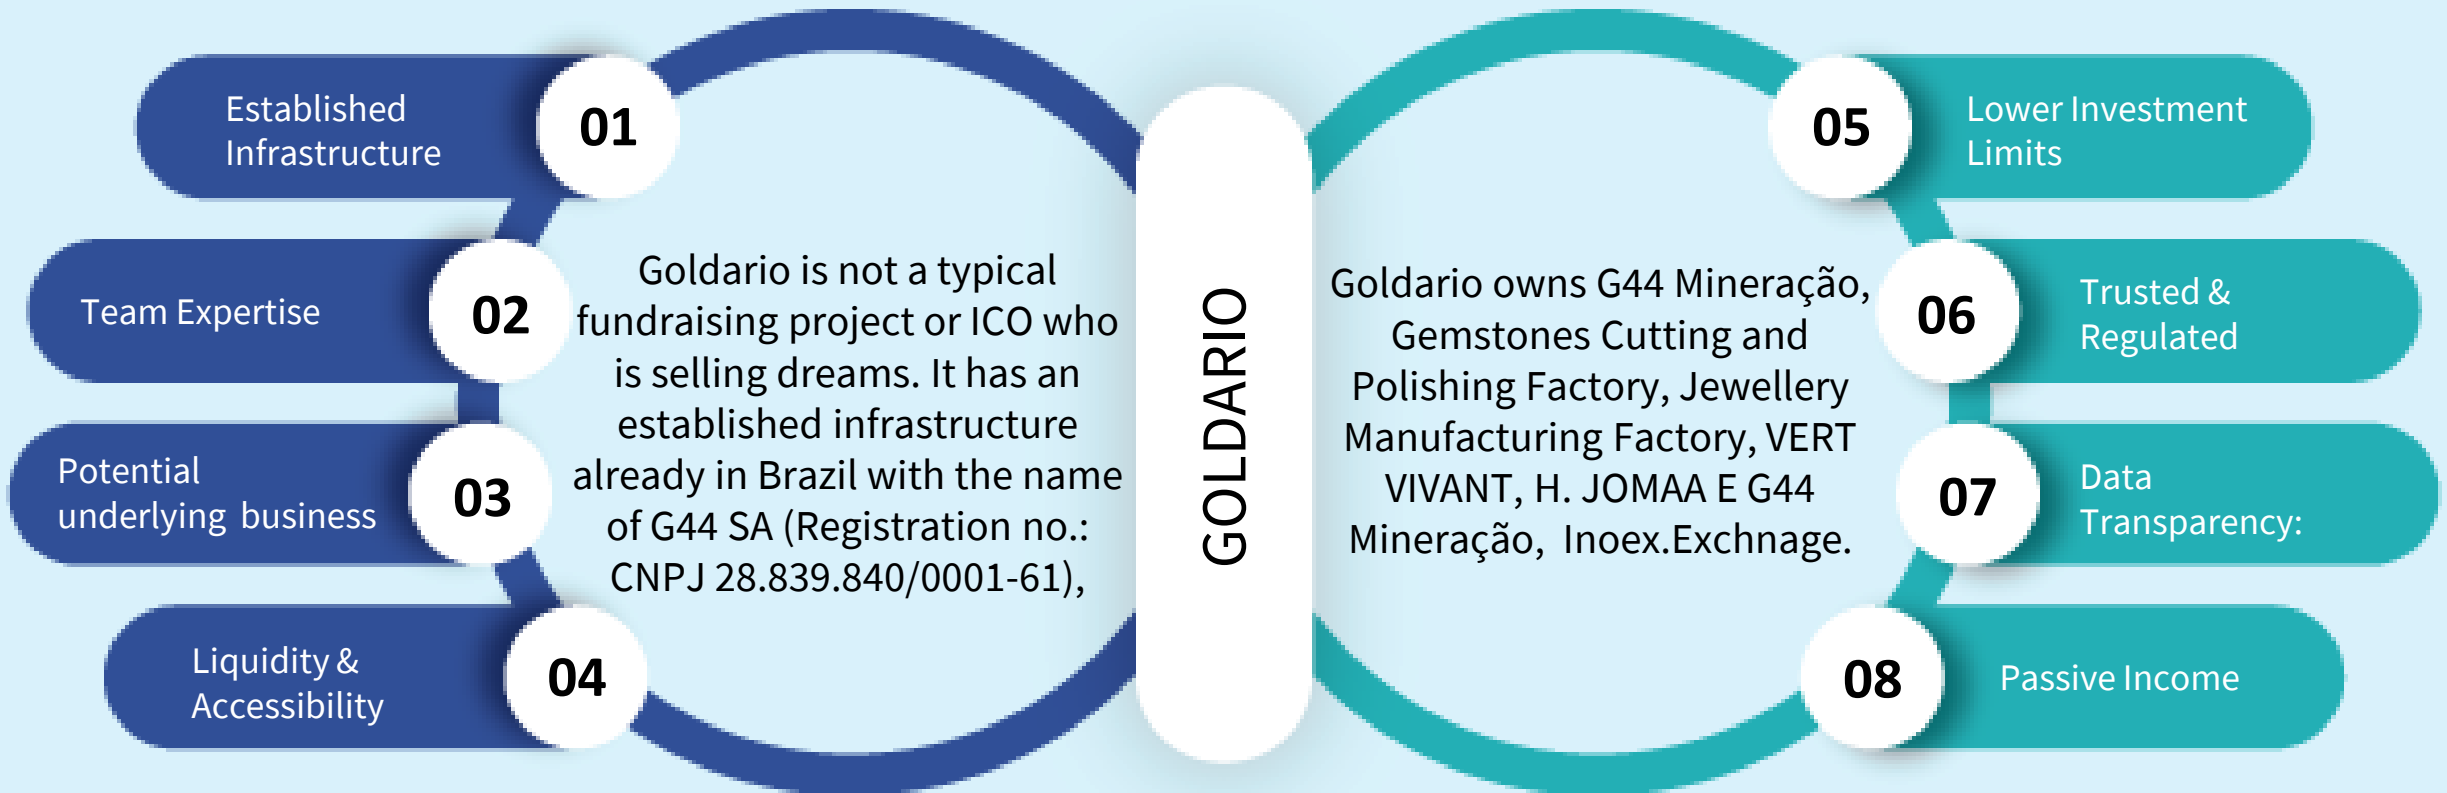 01
Established
Infrastructure
02
Team Expertise
03
Potential
underlying business
04
Liquidity &
Accessibility
Goldario is not a typical
fundraising project or ICO who
is selling dreams. It has an
established infrastructure
already in Brazil with the name
of G44 SA (Registration no.:
CNPJ 28.839.840/0001-61),
GOLDARIO
Goldario owns G44 Mineração,
Gemstones Cutting and
Polishing Factory, Jewellery
Manufacturing Factory, VERT
VIVANT, H. JOMAA E G44
Mineração, Inoex.Exchnage.
05
Lower Investment
Limits
06
Trusted &
Regulated
07
Data
Transparency:
08
Passive Income